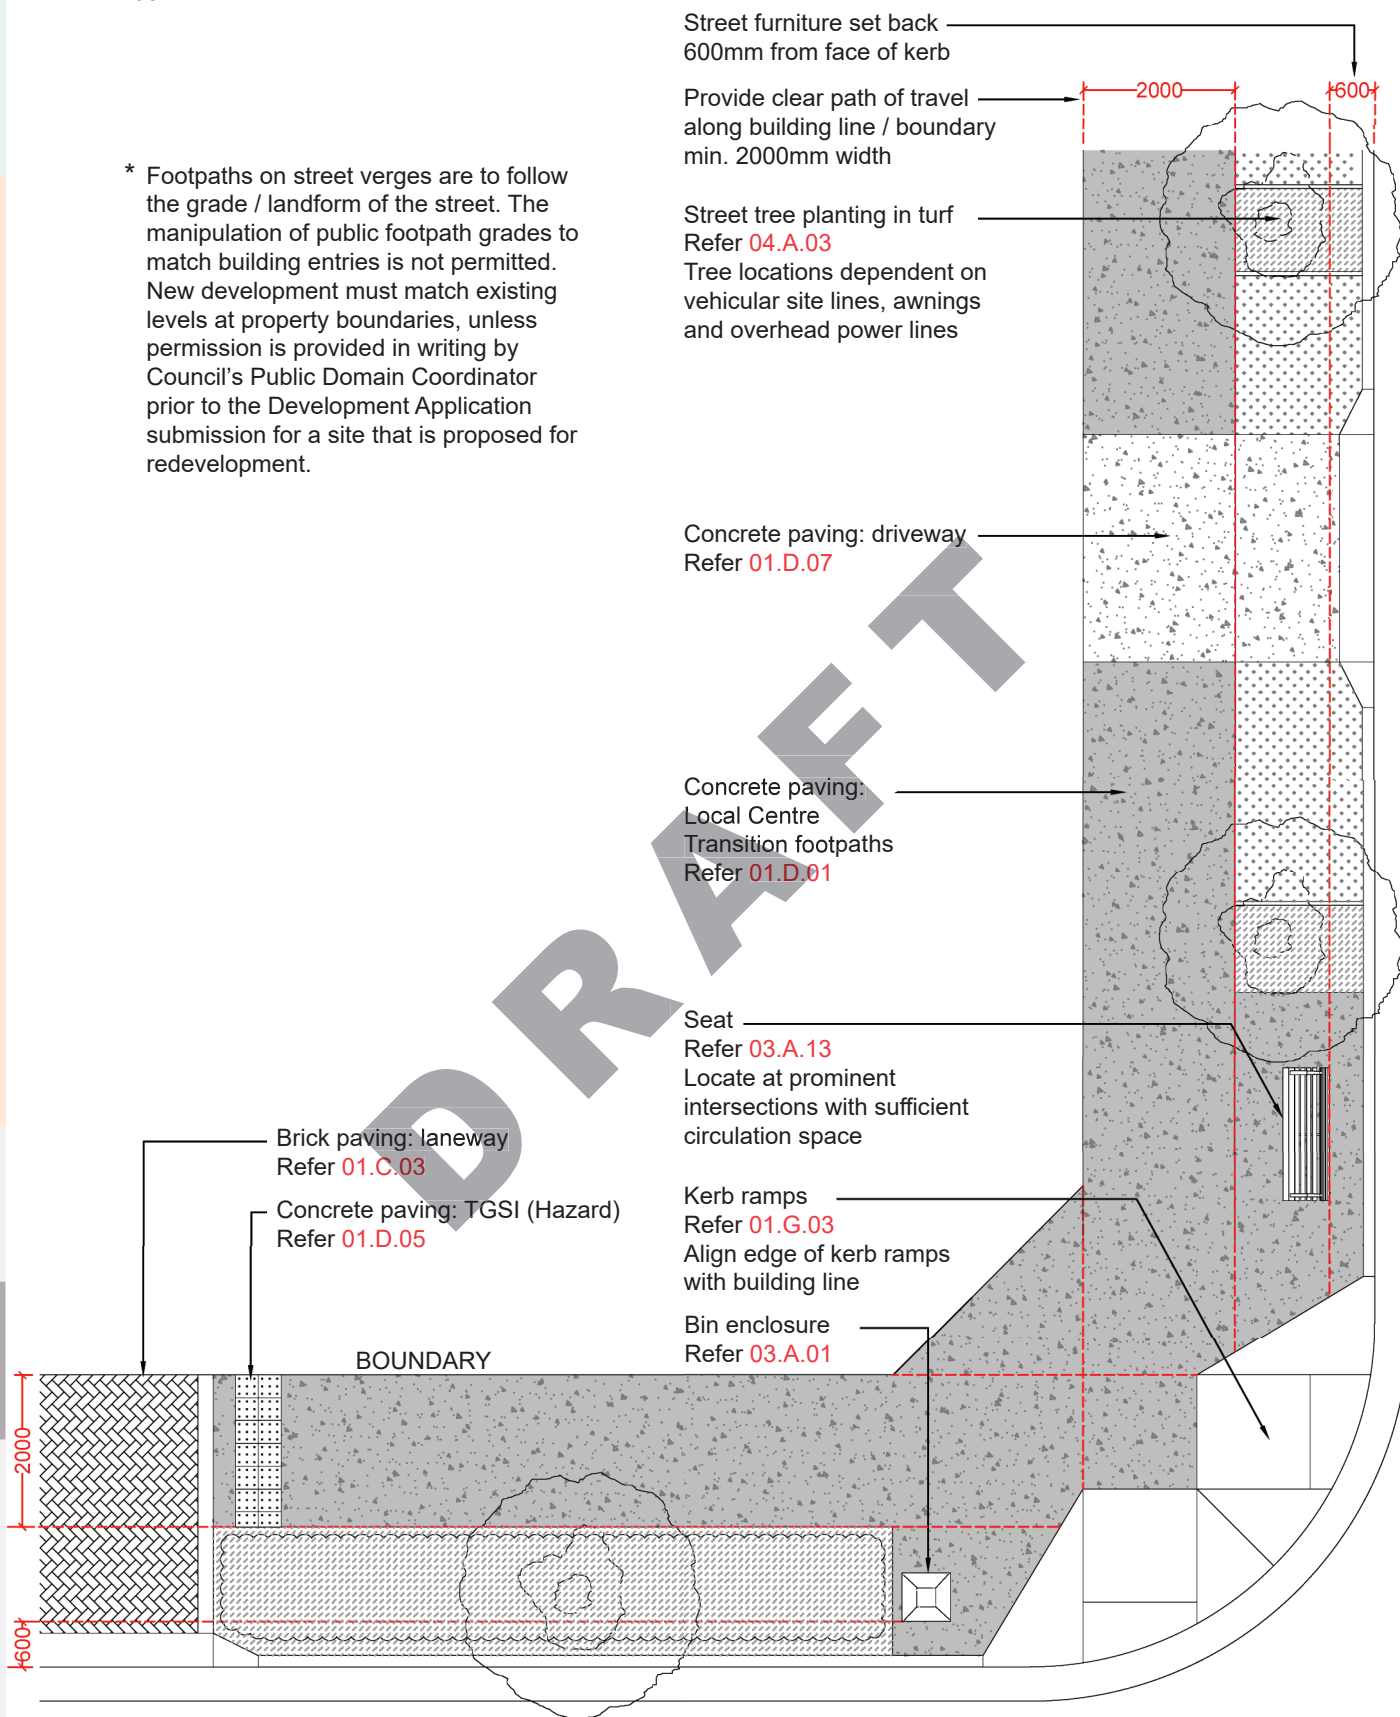 Street furniture set back
600mm from face of kerb
2000
600
Provide clear path of travel
along building line / boundary
min. 2000mm width
* Footpaths on street verges are to follow
the grade / landform of the street. The
manipulation of public footpath grades to
match building entries is not permitted.
New development must match existing
levels at property boundaries, unless
permission is provided in writing by
Council's Public Domain Coordinator
prior to the Development Application
submission for a site that is proposed for
redevelopment.
Street tree planting in turf
Refer 04.A.03
Tree locations dependent on
vehicular site lines, awnings
and overhead power lines
Concrete paving: driveway
Refer 01.D.07
DRAFT
Concrete paving:
Local Centre
Transition footpaths
Refer 01.D.01
Seat
Refer 03.A.13
Locate at prominent
intersections with sufficient
circulation space
Brick paving: laneway
Refer 01.C.03
Concrete paving: TGSI (Hazard)
Refer 01.D.05
Kerb ramps
Refer 01.G.03
Align edge of kerb ramps
with building line
Bin enclosure
Refer 03.A.01
BOUNDARY
2000
600